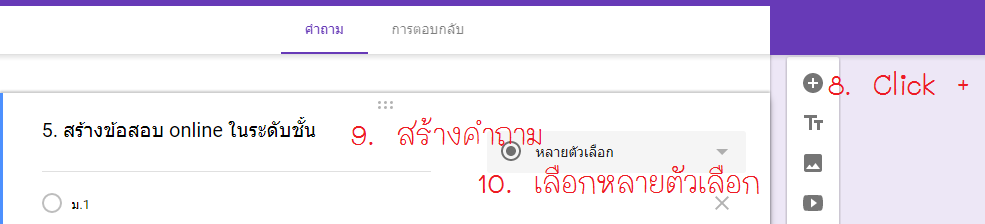 คำถาม การตอบกลับ
8. Click +
5. สร้างข้อสอบ online ในระดับชั้น
9. สร้างคำถาม
หลายตัวเลือก
Tт
10. เลือกหลายตัวเลือก
ม.1